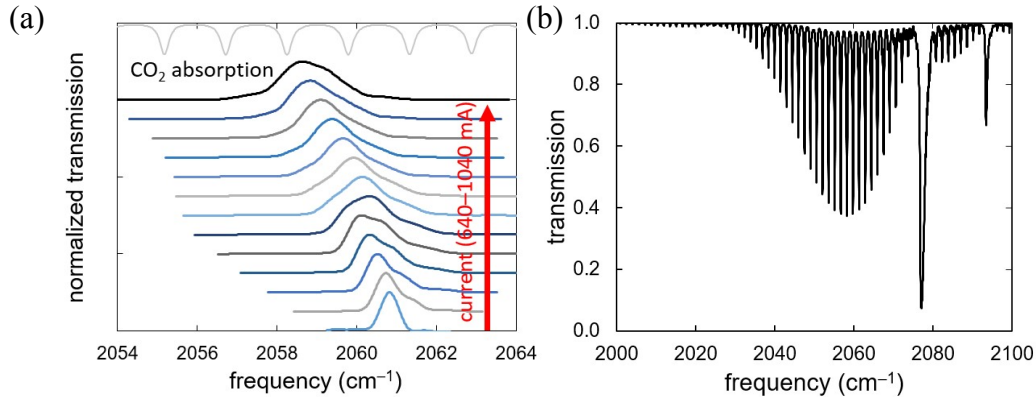 (a)
normalized transmission
CO₂ absorption
current (640–1040 mA)
2054 2056 2058 2060 2062 2064
frequency (cm⁻¹)
(b)
transmission
1.0
0.8
0.6
0.4
0.2
0.0
2000 2020 2040 2060 2080 2100
frequency (cm⁻¹)